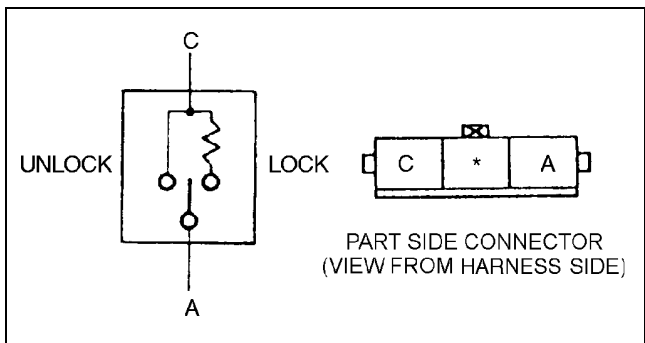 C
UNLOCK
LOCK
A
C * A
PART SIDE CONNECTOR
(VIEW FROM HARNESS SIDE)